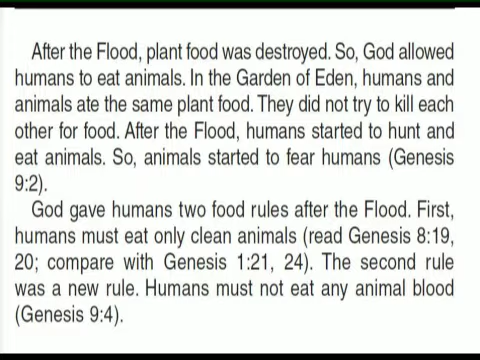 After the Flood, plant food was destroyed. So, God allowed
humans to eat animals. In the Garden of Eden, humans and
animals ate the same plant food. They did not try to kill each
other for food. After the Flood, humans started to hunt and
eat animals. So, animals started to fear humans (Genesis
9:2).
God gave humans two food rules after the Flood. First,
humans must eat only clean animals (read Genesis 8:19,
20; compare with Genesis 1:21, 24). The second rule
was a new rule. Humans must not eat any animal blood
(Genesis 9:4).